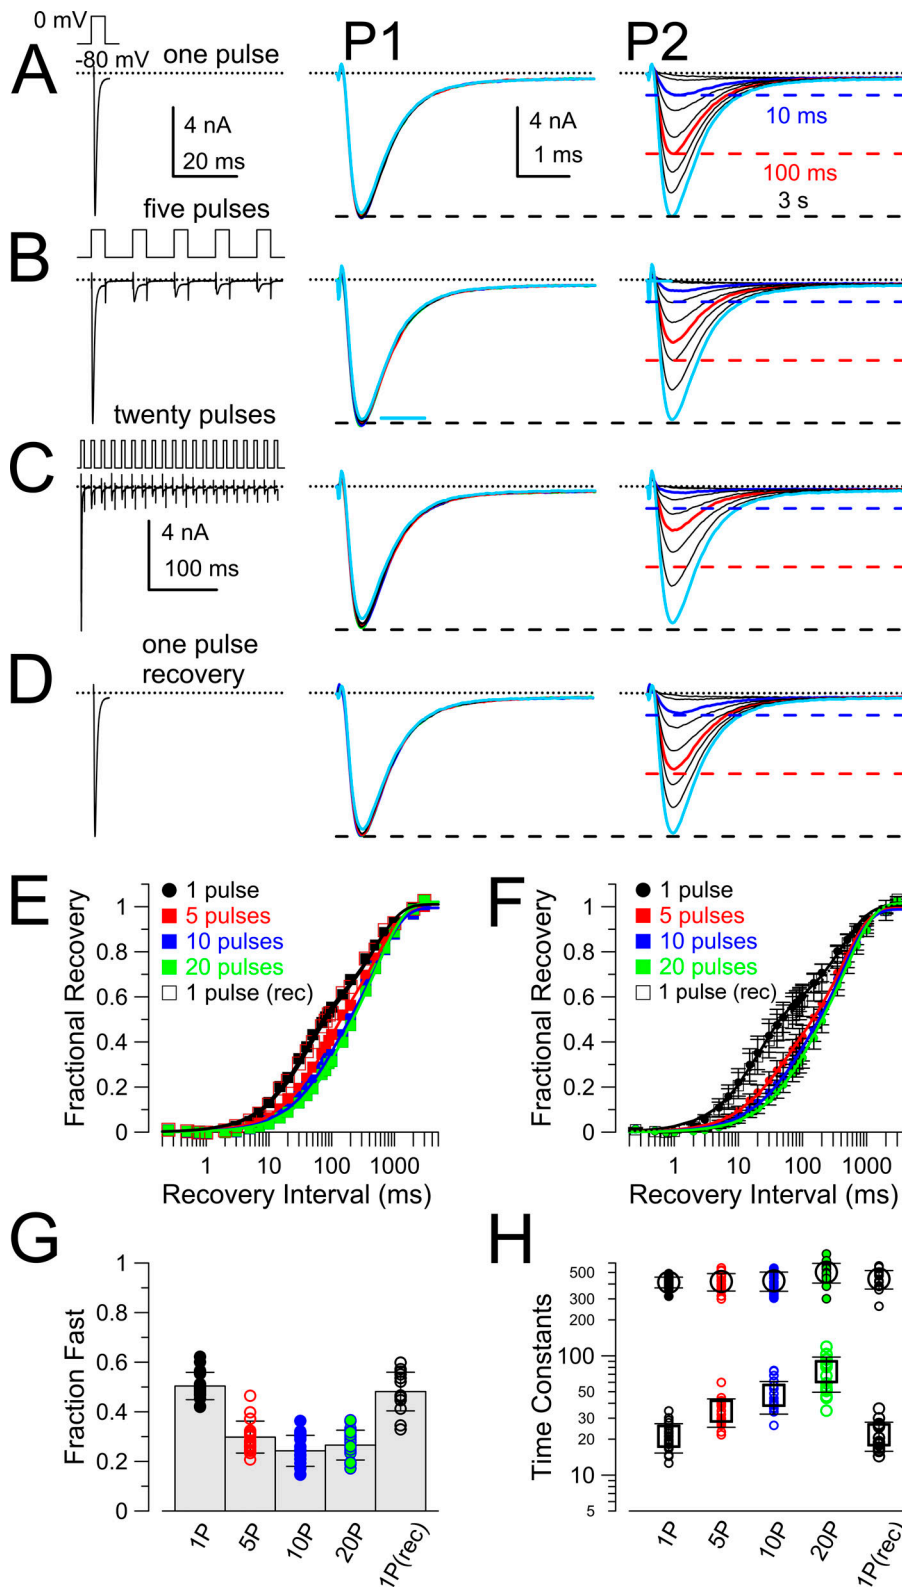 0 mV
-80 mV
A
one pulse
P1
P2
4 nA
20 ms
4 nA
1 ms
10 ms
100 ms
3 s
five pulses
B
twenty pulses
C
4 nA
100 ms
one pulse
recovery
D
E
Fractional Recovery
1
0.8
0.6
0.4
0.2
0
1 pulse
5 pulses
10 pulses
20 pulses
1 pulse (rec)
1 10 100 1000
Recovery Interval (ms)
F
Fractional Recovery
1
0.8
0.6
0.4
0.2
0
1 pulse
5 pulses
10 pulses
20 pulses
1 pulse (rec)
1 10 100 1000
Recovery Interval (ms)
G
Fraction Fast
1
0.8
0.6
0.4
0.2
0
1P 5P 10P 20P 1P(rec)
H
Time Constants
500
300
100
50
30
20
10
5
1P 5P 10P 20P 1P(rec)